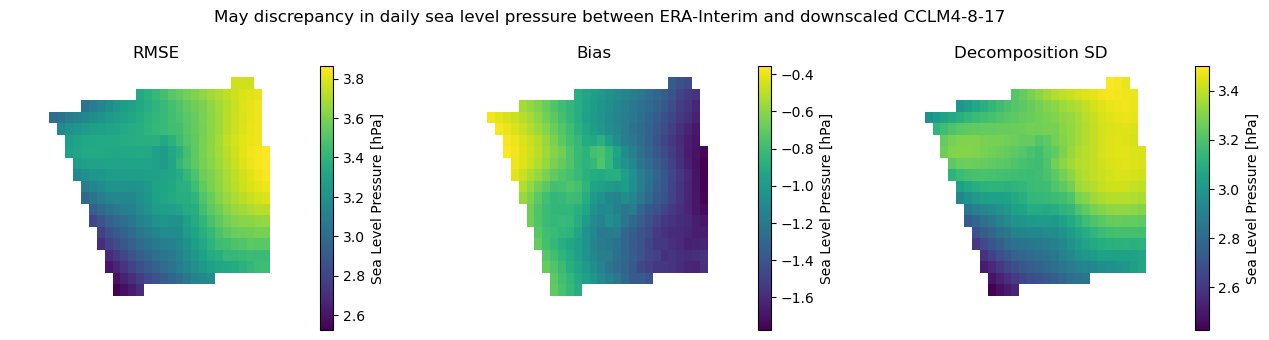 May discrepancy in daily sea level pressure between ERA-Interim and downscaled CCLM4-8-17
RMSE
3.8
3.6
3.4
3.2
3.0
2.8
2.6
Sea Level Pressure [hPa]
Bias
−0.4
−0.6
−0.8
−1.0
−1.2
−1.4
−1.6
Sea Level Pressure [hPa]
Decomposition SD
3.4
3.2
3.0
2.8
2.6
Sea Level Pressure [hPa]